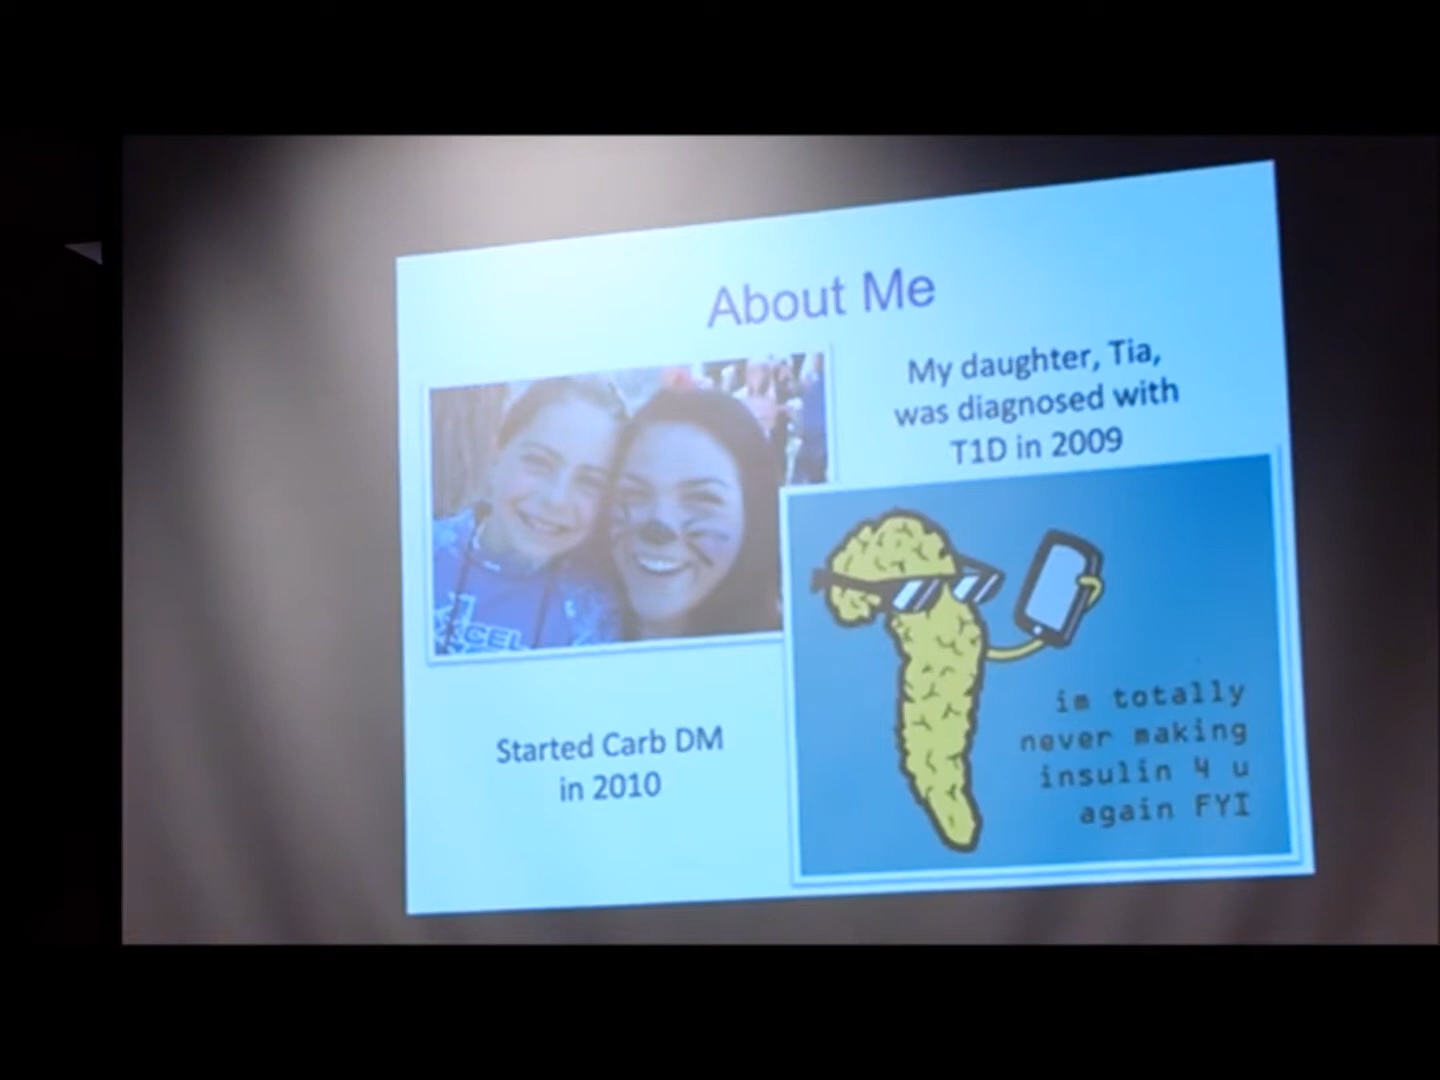 About Me
My daughter, Tia,
was diagnosed with
T1D in 2009
XCEL
Started Carb DM
in 2010
im totally
never making
insulin 4 u
again FYI